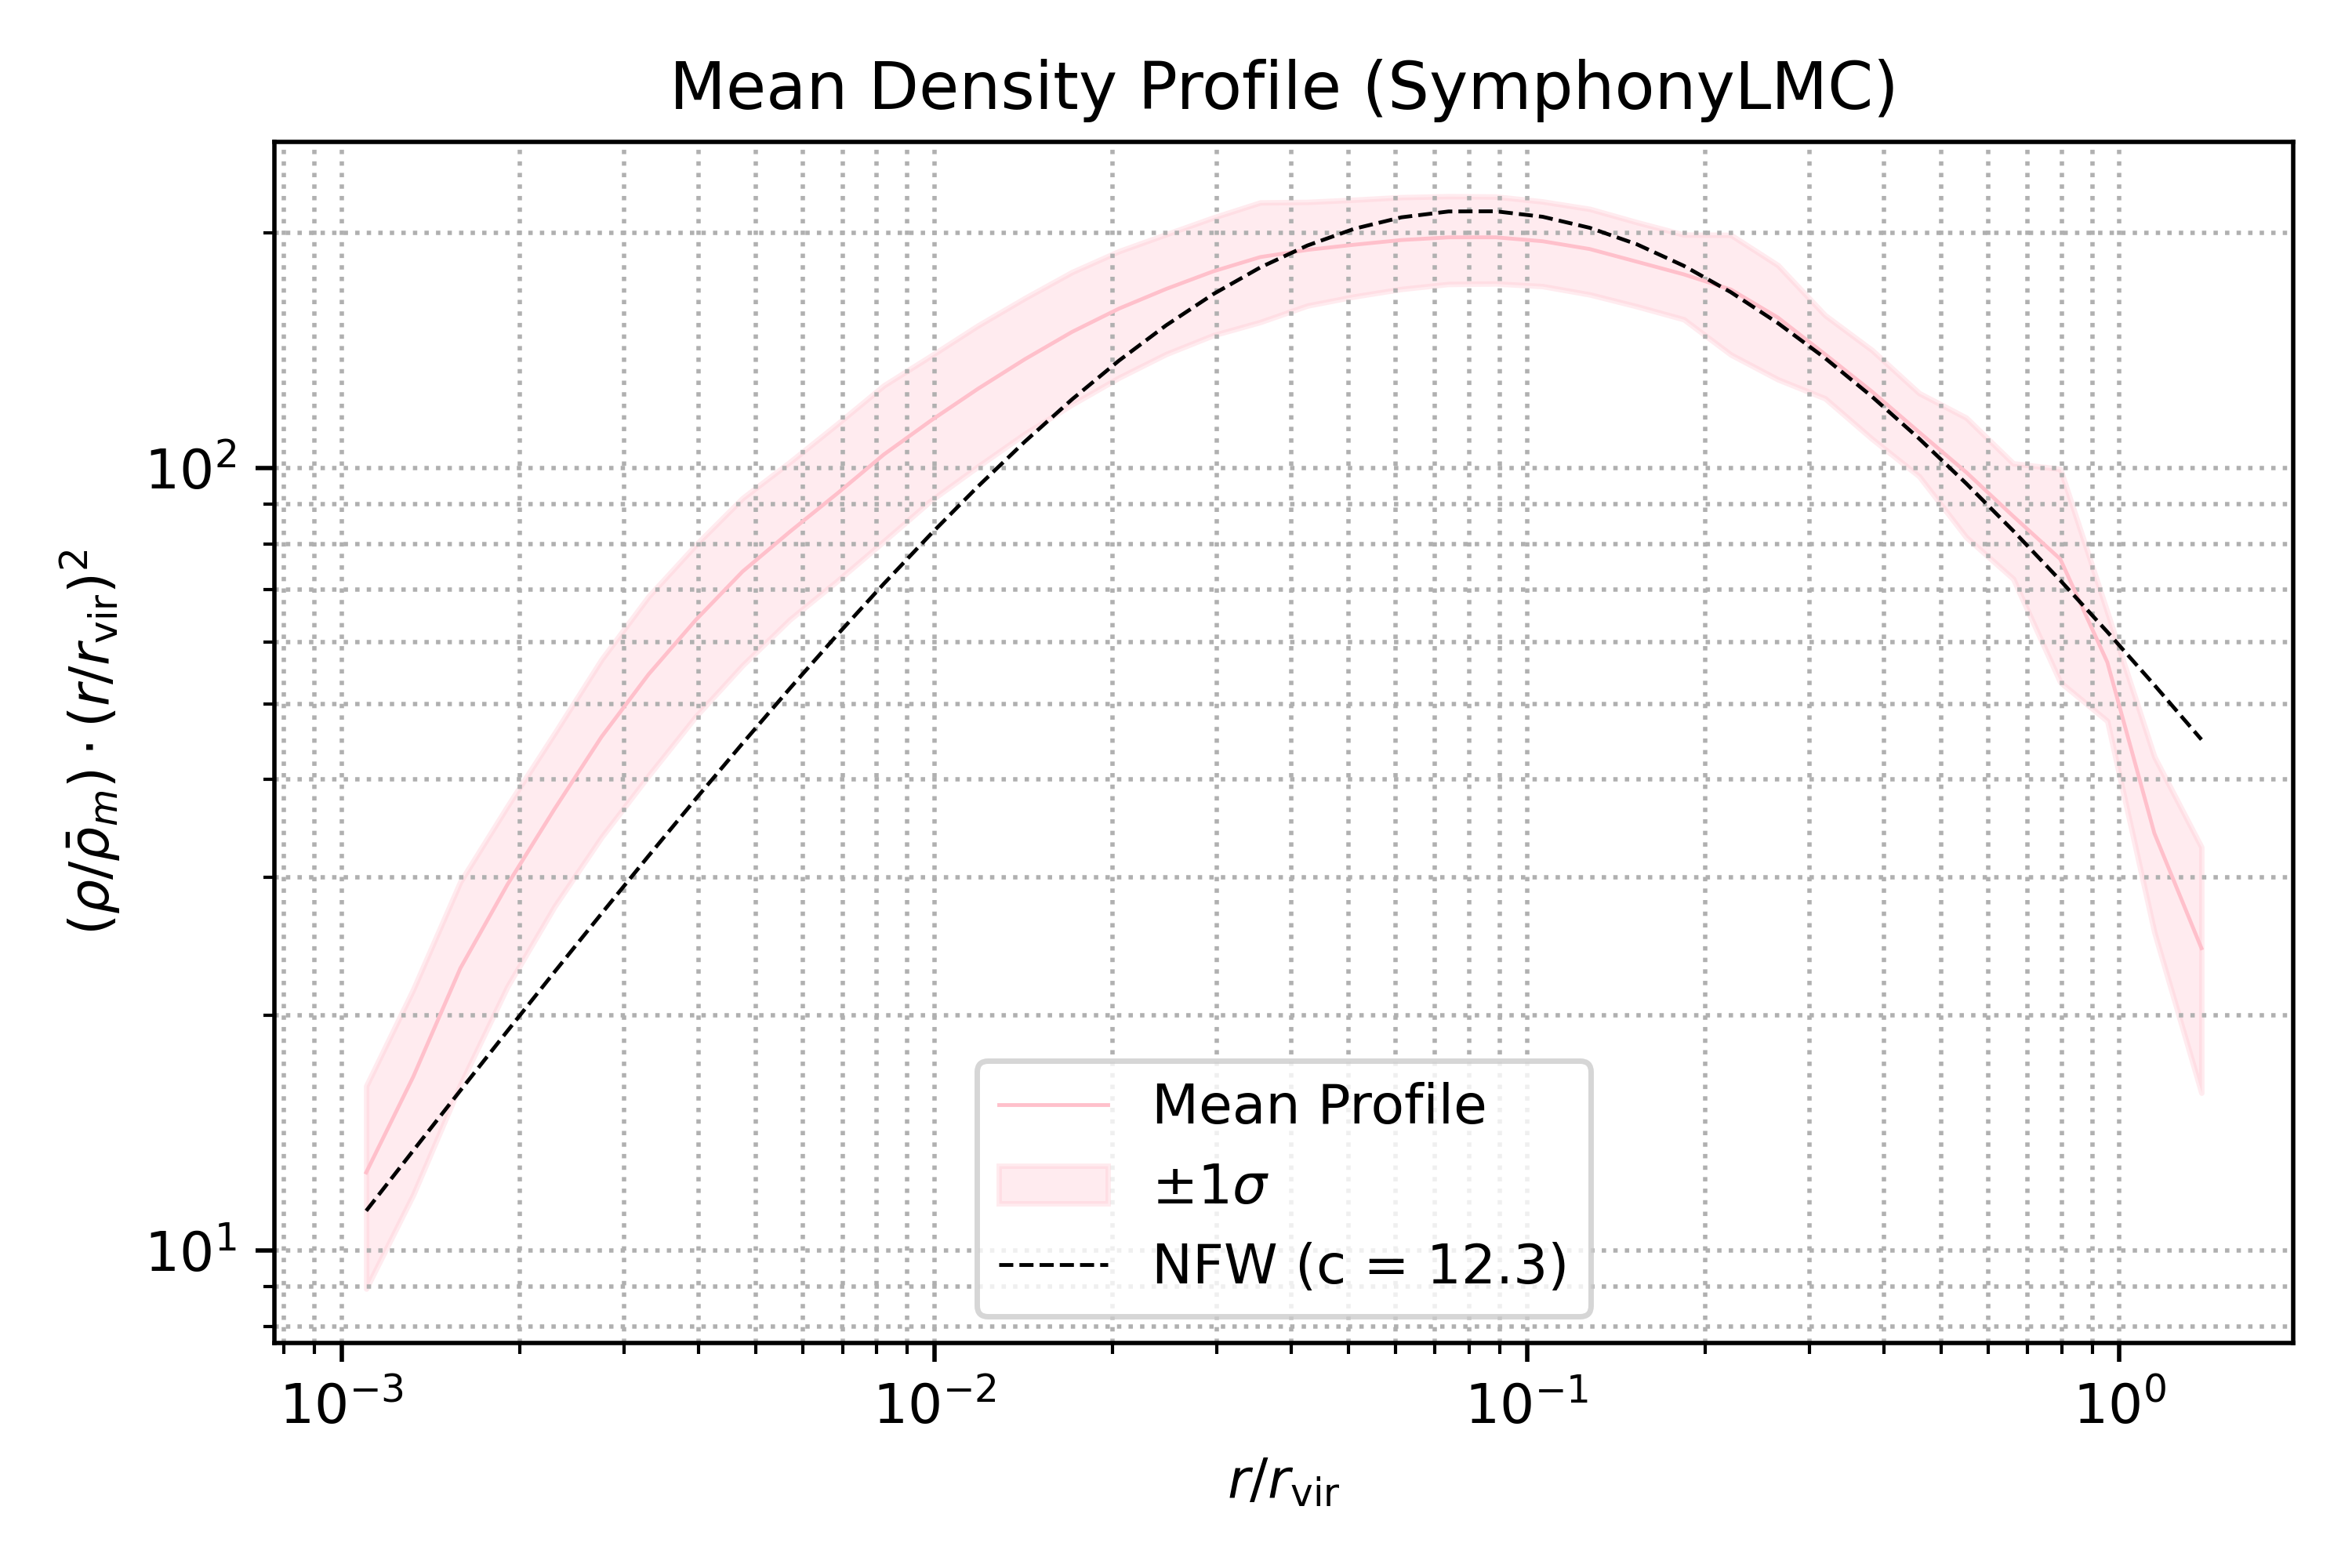 Mean Density Profile (SymphonyLMC)
(ρ/ρ̄ₘ) · (r/r_vir)²
10²
10¹
Mean Profile
±1σ
NFW (c = 12.3)
10⁻³ 10⁻² 10⁻¹ 10⁰
r/r_vir